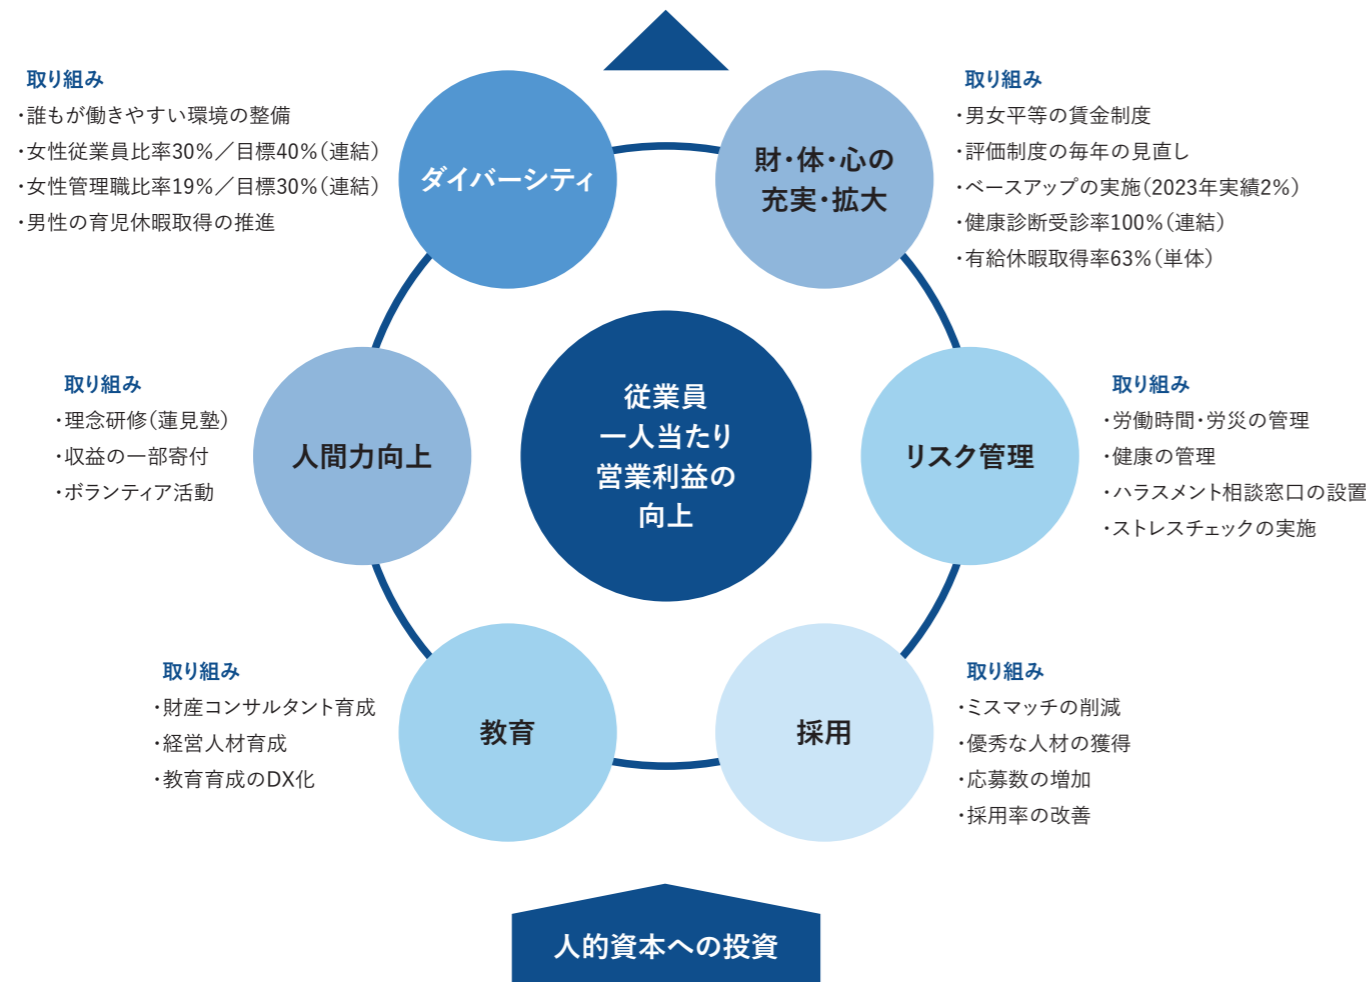 取り組み
・誰もが働きやすい環境の整備
・女性従業員比率30%／目標40%（連結）
・女性管理職比率19%／目標30%（連結）
・男性の育児休暇取得の推進
ダイバーシティ
財・体・心の
充実・拡大
取り組み
・男女平等の賃金制度
・評価制度の毎年の見直し
・ベースアップの実施（2023年実績2%）
・健康診断受診率100%（連結）
・有給休暇取得率63%（単体）
取り組み
・理念研修（蓮見塾）
・収益の一部寄付
・ボランティア活動
人間力向上
従業員
一人当たり
営業利益の
向上
リスク管理
取り組み
・労働時間・労災の管理
・健康の管理
・ハラスメント相談窓口の設置
・ストレスチェックの実施
取り組み
・財産コンサルタント育成
・経営人材育成
・教育育成のDX化
教育
採用
取り組み
・ミスマッチの削減
・優秀な人材の獲得
・応募数の増加
・採用率の改善
人的資本への投資